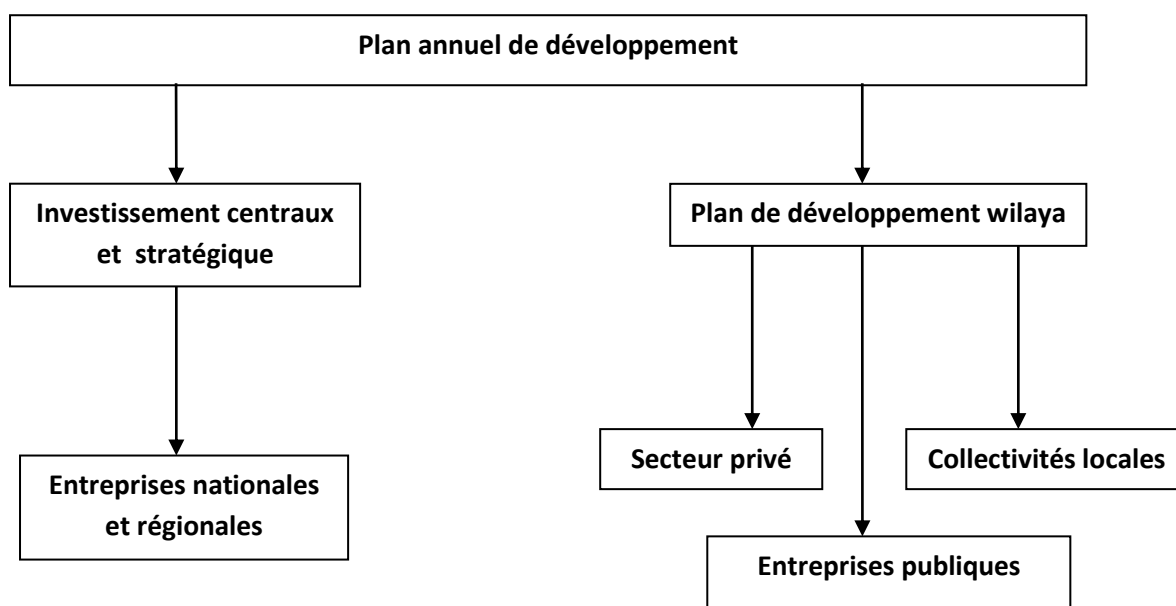 Plan annuel de développement
Investissement centraux
et stratégique
Plan de développement wilaya
Secteur privé
Collectivités locales
Entreprises nationales
et régionales
Entreprises publiques